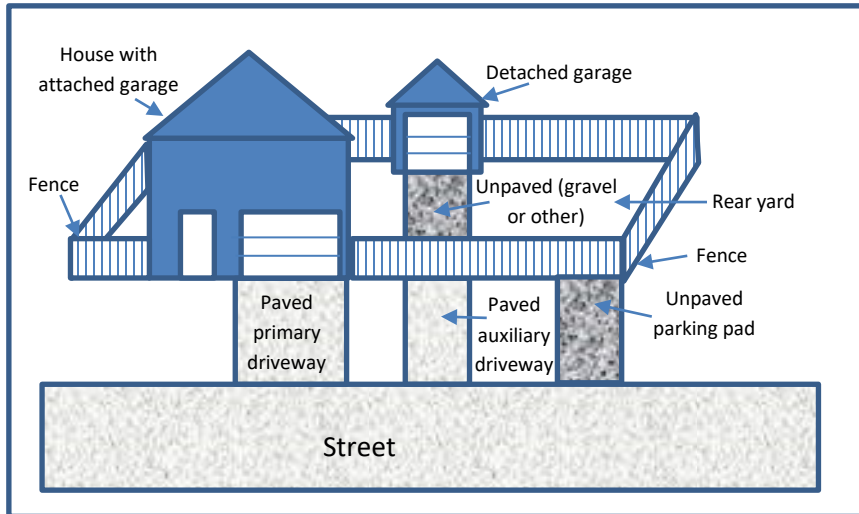 House with
attached garage
Detached garage
Fence
Unpaved (gravel
or other)
Rear yard
Fence
Paved
primary
driveway
Paved
auxiliary
driveway
Unpaved
parking pad
Street